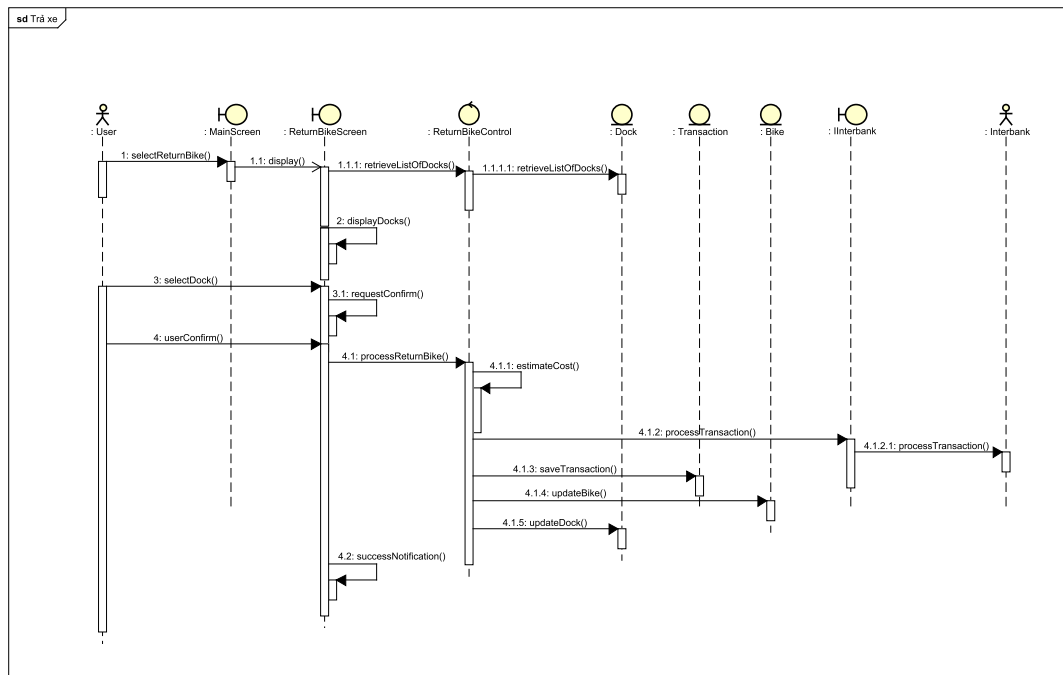 sd Trả xe
: User
: MainScreen
: ReturnBikeScreen
: ReturnBikeControl
: Dock
: Transaction
: Bike
: IInterbank
: Interbank
1: selectReturnBike()
1.1: display()
1.1.1: retrieveListOfDocks()
1.1.1.1: retrieveListOfDocks()
2: displayDocks()
3: selectDock()
3.1: requestConfirm()
4: userConfirm()
4.1: processReturnBike()
4.1.1: estimateCost()
4.1.2: processTransaction()
4.1.2.1: processTransaction()
4.1.3: saveTransaction()
4.1.4: updateBike()
4.1.5: updateDock()
4.2: successNotification()